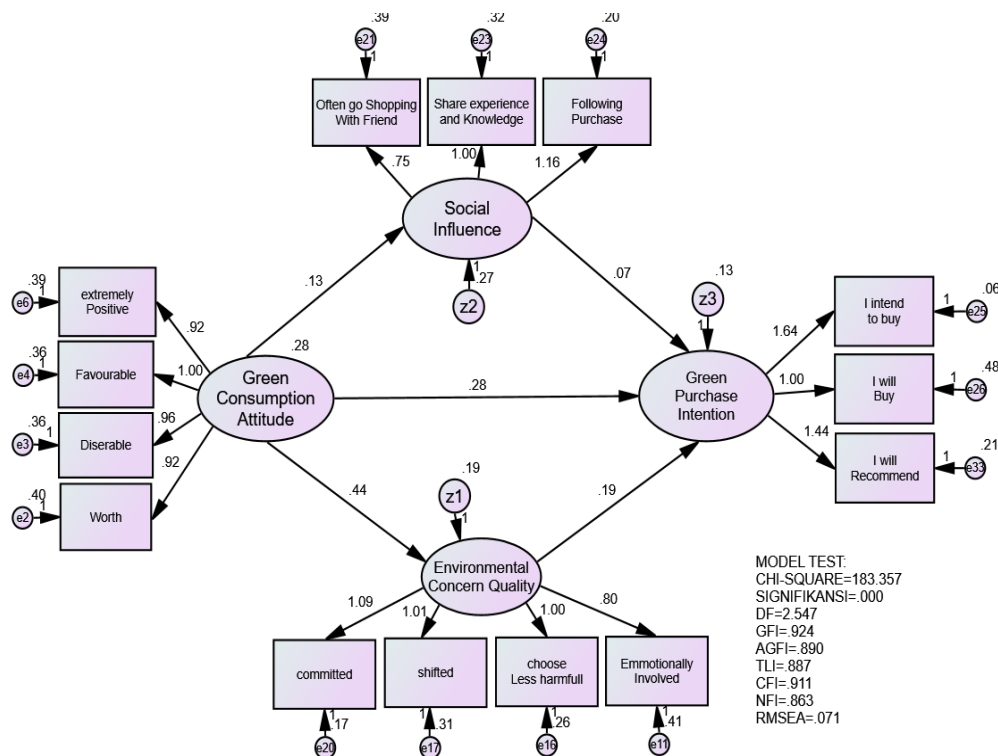 .39
.32
.20
e21
e23
e24
1
1
1
Often go Shopping
With Friend
Share experience
and Knowledge
Following
Purchase
.75
1.00
1.16
Social
Influence
1
.27
z2
.13
.07
.39
e6
1
extremely
Positive
.92
.36
e4
1
Favourable
1.00
.36
e3
1
Diserable
.96
.40
e2
1
Worth
.92
.28
Green
Consumption
Attitude
.28
.13
z3
1
Green
Purchase
Intention
1.64
I intend
to buy
1
.06
e25
1.00
I will
Buy
1
.48
e26
1.44
I will
Recommend
1
.21
e33
.44
.19
z1
1
.19
Environmental
Concern Quality
1.09
1.01
1.00
.80
committed
shifted
choose
Less harmfull
Emmotionally
Involved
1
.17
1
.31
1
.26
1
.41
e20
e17
e16
e11
MODEL TEST:
CHI-SQUARE=183.357
SIGNIFIKANSI=.000
DF=2.547
GFI=.924
AGFI=.890
TLI=.887
CFI=.911
NFI=.863
RMSEA=.071